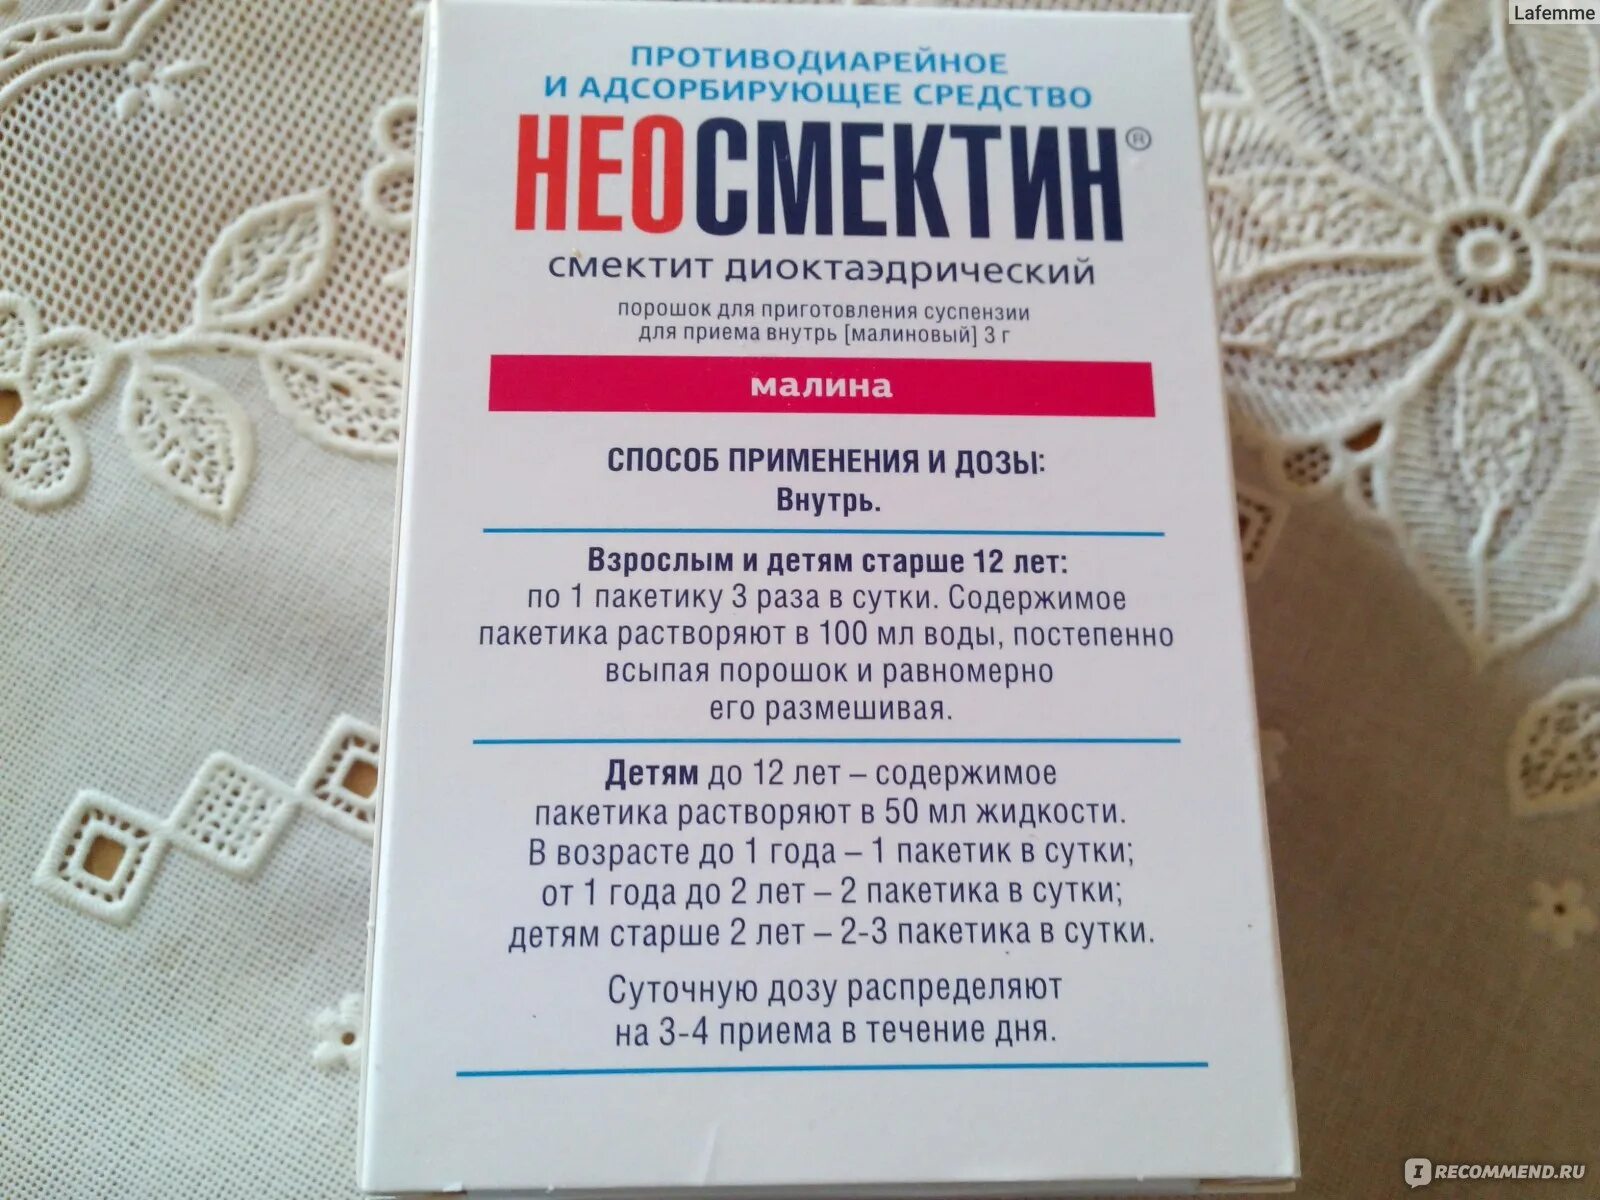 Lafemme
ПРОТИВОДИАРЕЙНОЕ
И АДСОРБИРУЮЩЕЕ СРЕДСТВО
НЕОСМЕКТИН®
смектит диоктаэдрический
порошок для приготовления суспензии
для приема внутрь [малиновый] 3 г
малина
СПОСОБ ПРИМЕНЕНИЯ И ДОЗЫ:
Внутрь.
Взрослым и детям старше 12 лет:
по 1 пакетику 3 раза в сутки. Содержимое
пакетика растворяют в 100 мл воды, постепенно
всыпая порошок и равномерно
его размешивая.
Детям до 12 лет – содержимое
пакетика растворяют в 50 мл жидкости.
В возрасте до 1 года – 1 пакетик в сутки;
от 1 года до 2 лет – 2 пакетика в сутки;
детям старше 2 лет – 2-3 пакетика в сутки.
Суточную дозу распределяют
на 3-4 приема в течение дня.
IRECOMMEND.RU